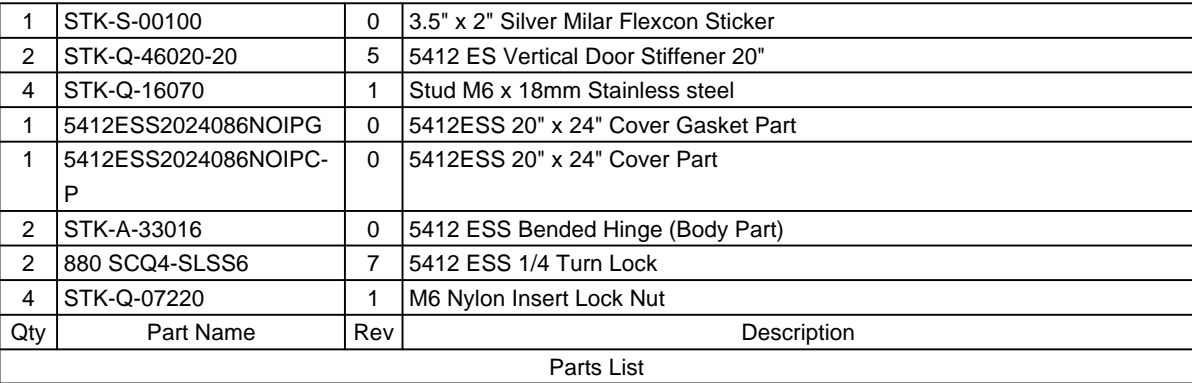 1 STK-S-00100 0 3.5" x 2" Silver Milar Flexcon Sticker
2 STK-Q-46020-20 5 5412 ES Vertical Door Stiffener 20"
4 STK-Q-16070 1 Stud M6 x 18mm Stainless steel
1 5412ESS2024086NOIPG 0 5412ESS 20" x 24" Cover Gasket Part
1 5412ESS2024086NOIPC- 0 5412ESS 20" x 24" Cover Part
P
2 STK-A-33016 0 5412 ESS Bended Hinge (Body Part)
2 880 SCQ4-SLSS6 7 5412 ESS 1/4 Turn Lock
4 STK-Q-07220 1 M6 Nylon Insert Lock Nut
Qty Part Name Rev Description
Parts List